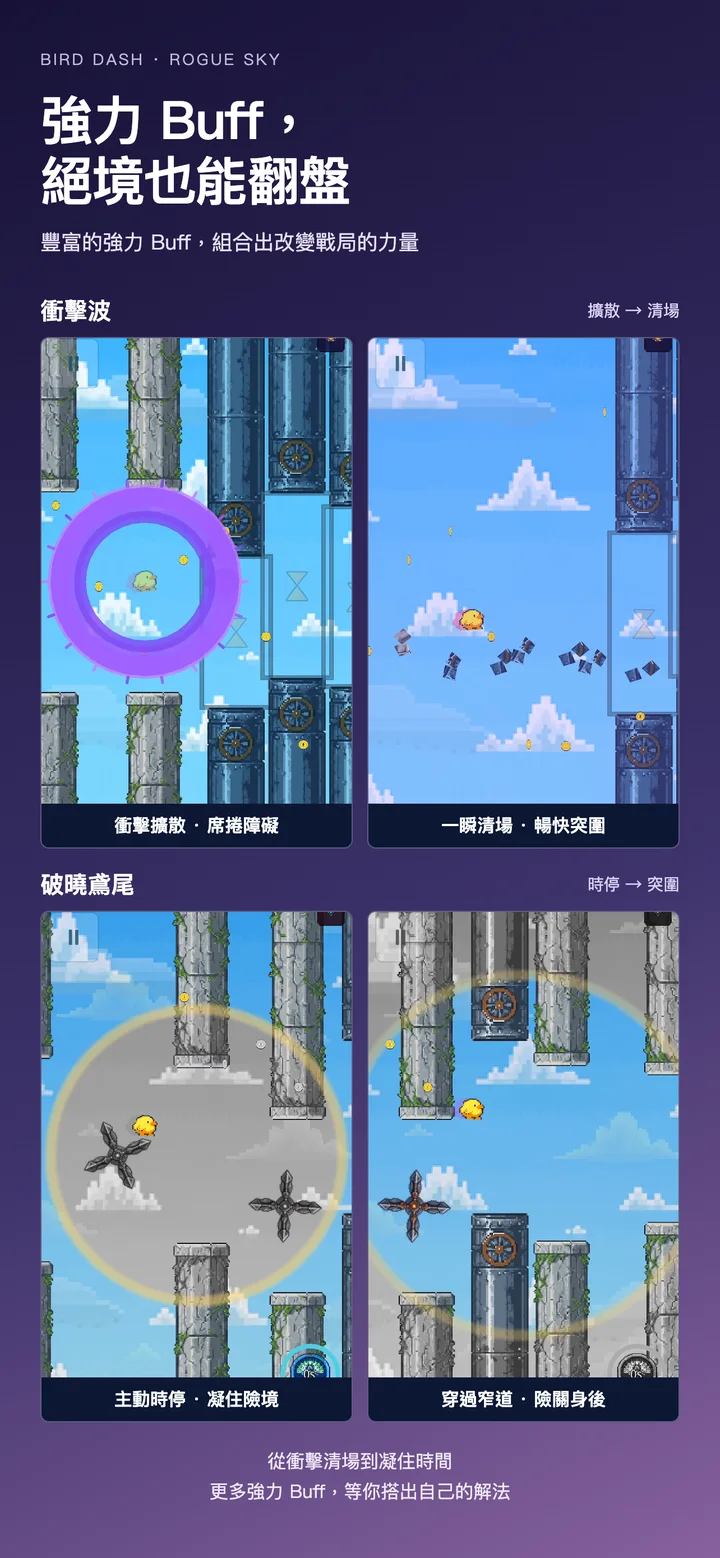 BIRD DASH · ROGUE SKY
強力 Buff，
絕境也能翻盤
豐富的強力 Buff，組合出改變戰局的力量
衝擊波
擴散 → 清場
衝擊擴散 · 席捲障礙
一瞬清場 · 暢快突圍
破曉鳶尾
時停 → 突圍
0s
0s
主動時停 · 凝住險境
穿過窄道 · 險關身後
從衝擊清場到凝住時間
更多強力 Buff，等你搭出自己的解法